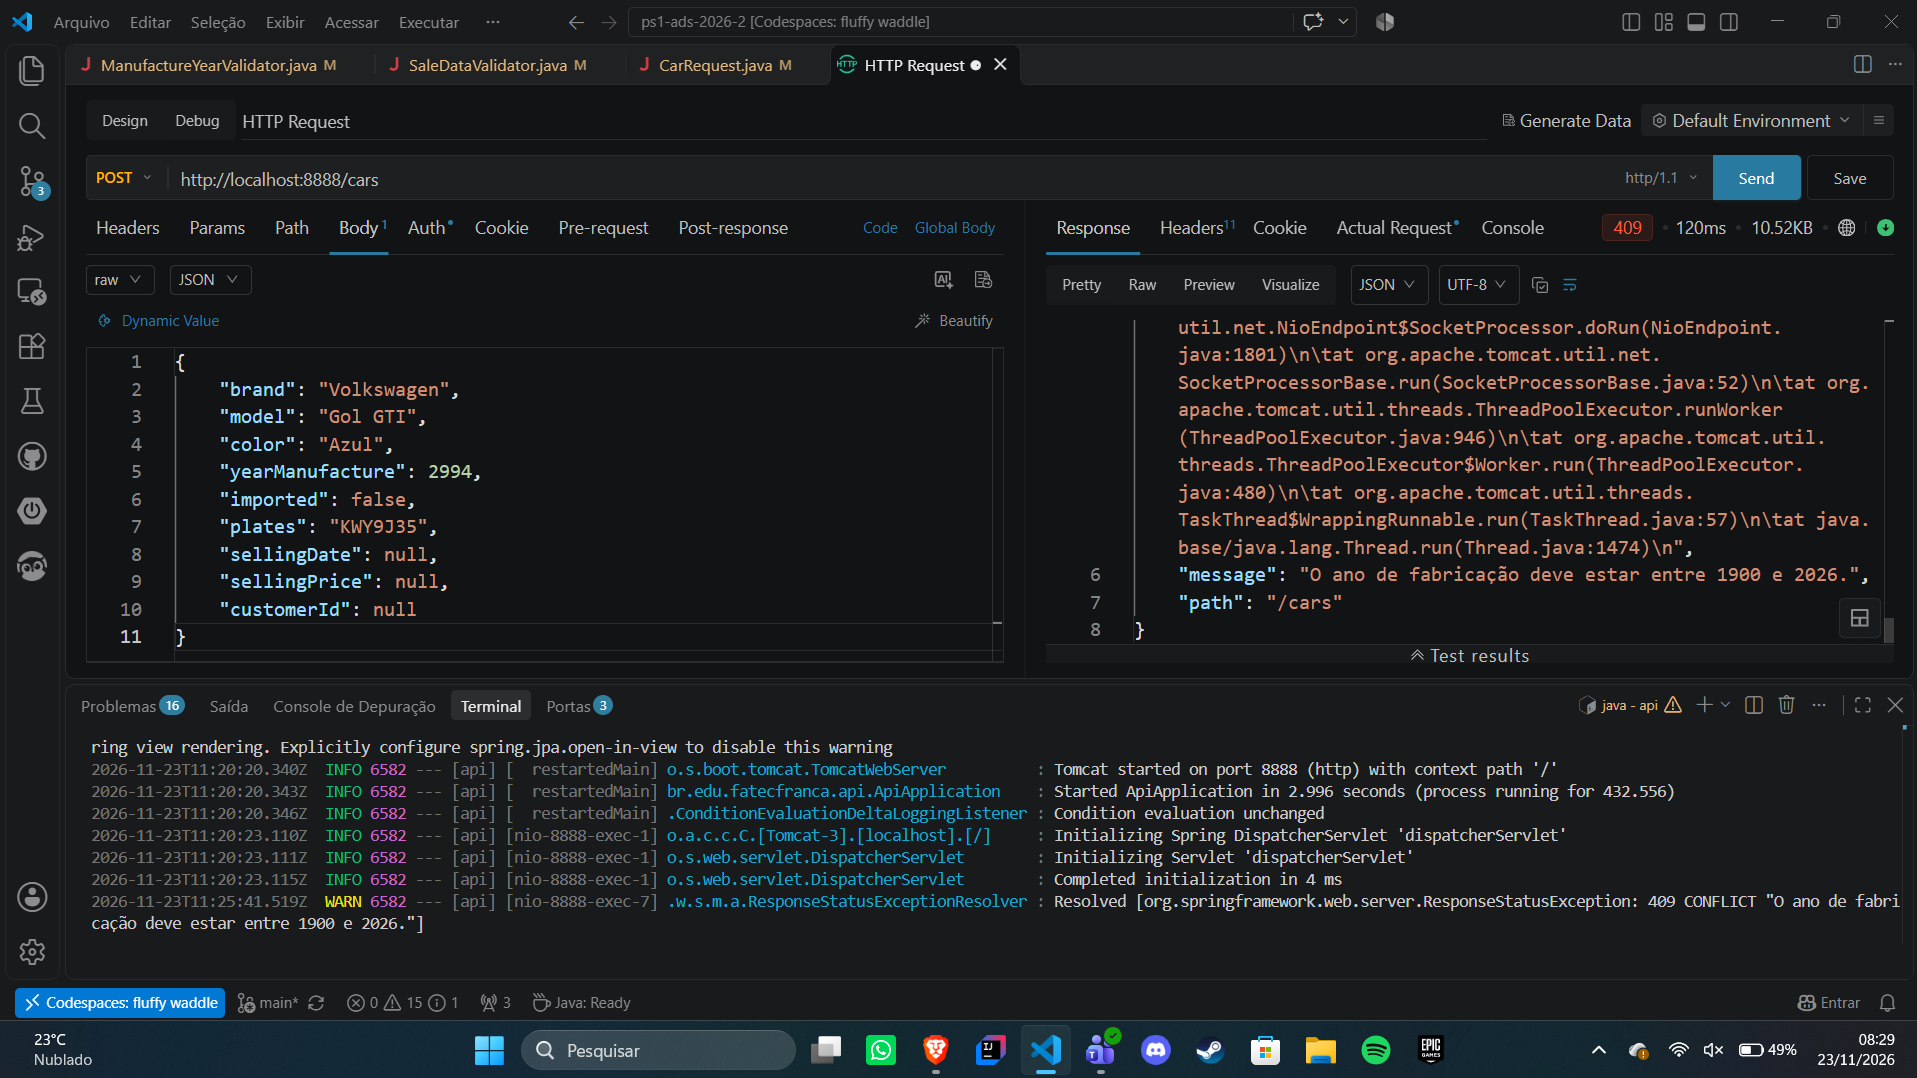 Arquivo Editar Seleção Exibir Acessar Executar ··· ps1-ads-2026-2 [Codespaces: fluffy waddle]
ManufactureYearValidator.java M SaleDataValidator.java M CarRequest.java M HTTP Request
Design Debug HTTP Request Generate Data Default Environment
POST http://localhost:8888/cars http/1.1 Send Save
Headers Params Path Body 1 Auth Cookie Pre-request Post-response Code Global Body
Response Headers 11 Cookie Actual Request Console 409 120ms 10.52KB
raw JSON
Pretty Raw Preview Visualize JSON UTF-8
Dynamic Value Beautify
1 {
2 "brand": "Volkswagen",
3 "model": "Gol GTI",
4 "color": "Azul",
5 "yearManufacture": 2994,
6 "imported": false,
7 "plates": "KWY9J35",
8 "sellingDate": null,
9 "sellingPrice": null,
10 "customerId": null
11 }
util.net.NioEndpoint$SocketProcessor.doRun(NioEndpoint.
java:1801)\n\tat org.apache.tomcat.util.net.
SocketProcessorBase.run(SocketProcessorBase.java:52)\n\tat org.
apache.tomcat.util.threads.ThreadPoolExecutor.runWorker
(ThreadPoolExecutor.java:946)\n\tat org.apache.tomcat.util.
threads.ThreadPoolExecutor$Worker.run(ThreadPoolExecutor.
java:480)\n\tat org.apache.tomcat.util.threads.
TaskThread$WrappingRunnable.run(TaskThread.java:57)\n\tat java.
base/java.lang.Thread.run(Thread.java:1474)\n",
6 "message": "O ano de fabricação deve estar entre 1900 e 2026.",
7 "path": "/cars"
8 }
Test results
Problemas 16 Saída Console de Depuração Terminal Portas 3 java - api
ring view rendering. Explicitly configure spring.jpa.open-in-view to disable this warning
2026-11-23T11:20:20.340Z INFO 6582 --- [api] [ restartedMain] o.s.boot.tomcat.TomcatWebServer : Tomcat started on port 8888 (http) with context path '/'
2026-11-23T11:20:20.343Z INFO 6582 --- [api] [ restartedMain] br.edu.fatecfranca.api.ApiApplication : Started ApiApplication in 2.996 seconds (process running for 432.556)
2026-11-23T11:20:20.346Z INFO 6582 --- [api] [ restartedMain] .ConditionEvaluationDeltaLoggingListener : Condition evaluation unchanged
2026-11-23T11:20:23.110Z INFO 6582 --- [api] [nio-8888-exec-1] o.a.c.c.C.[Tomcat-3].[localhost].[/] : Initializing Spring DispatcherServlet 'dispatcherServlet'
2026-11-23T11:20:23.111Z INFO 6582 --- [api] [nio-8888-exec-1] o.s.web.servlet.DispatcherServlet : Initializing Servlet 'dispatcherServlet'
2026-11-23T11:20:23.115Z INFO 6582 --- [api] [nio-8888-exec-1] o.s.web.servlet.DispatcherServlet : Completed initialization in 4 ms
2026-11-23T11:25:41.519Z WARN 6582 --- [api] [nio-8888-exec-7] .w.s.m.a.ResponseStatusExceptionResolver : Resolved [org.springframework.web.server.ResponseStatusException: 409 CONFLICT "O ano de fabri
cação deve estar entre 1900 e 2026."]
3
Codespaces: fluffy waddle main* 0 15 1 3 Java: Ready Entrar
23°C
Nublado
Pesquisar
EPIC GAMES
49%
08:29
23/11/2026